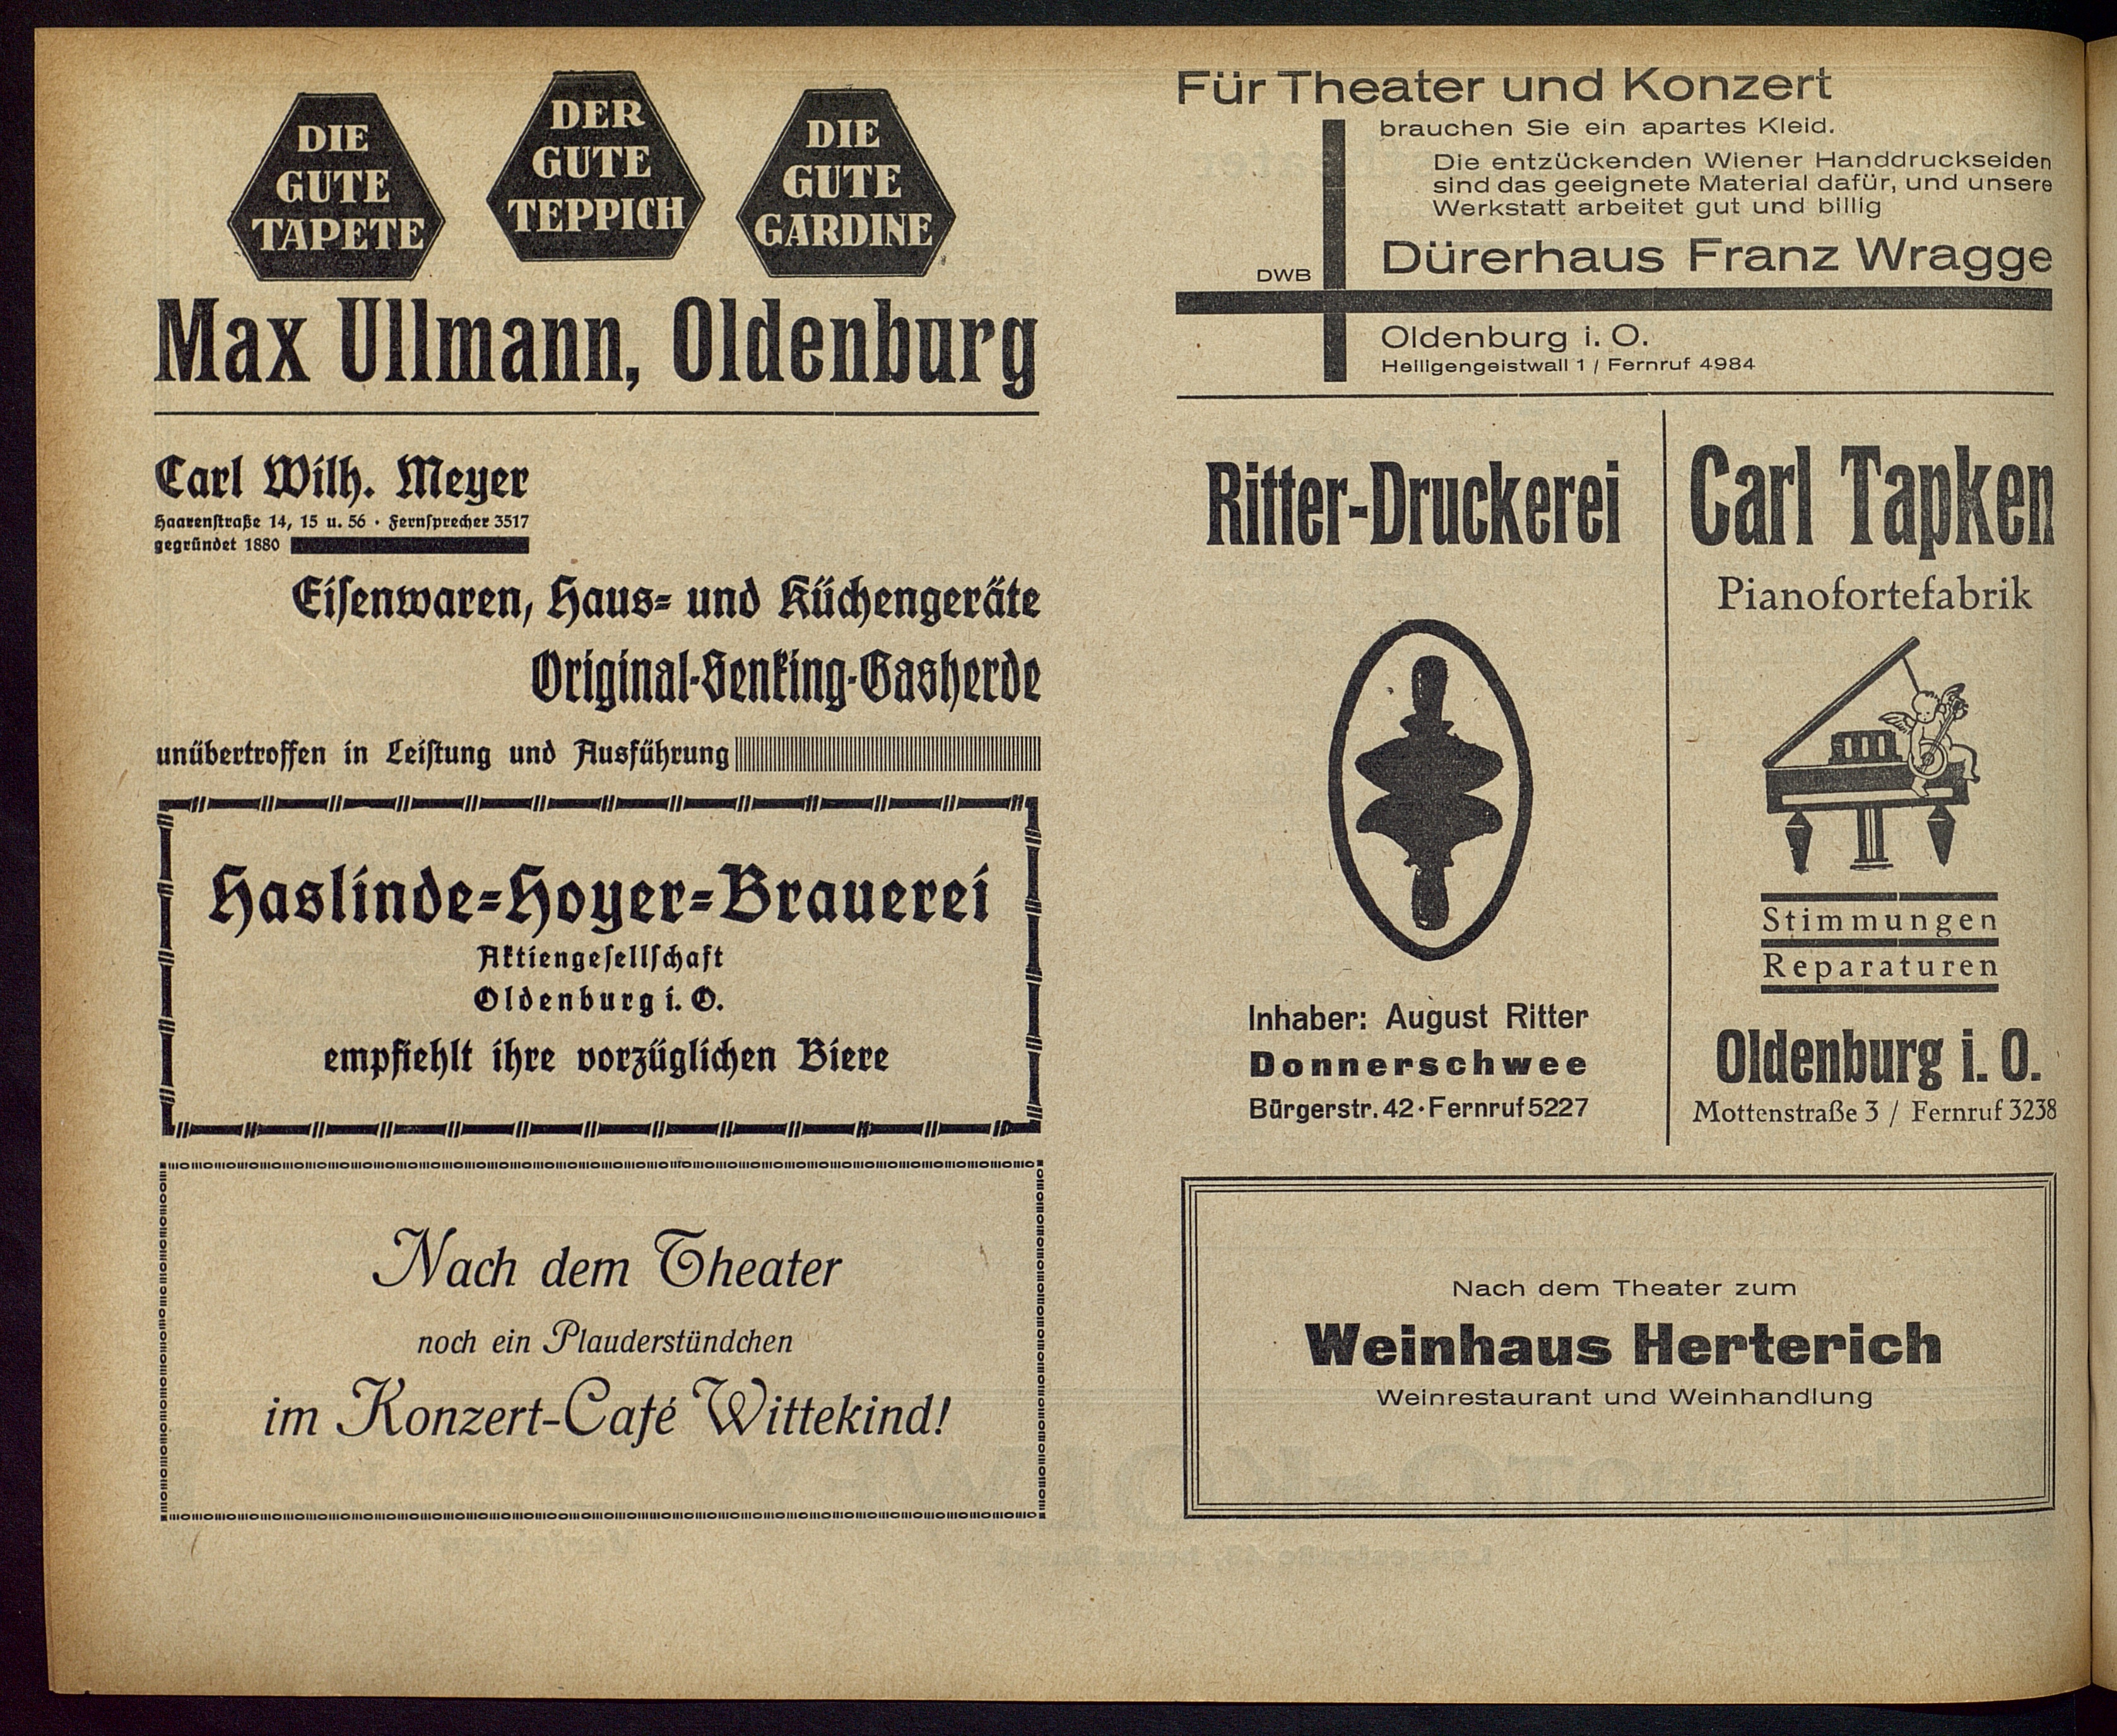 DIE
GUTE
TAPETE
DER
GUTE
TEPPICH
DIE
GUTE
GARDINE
Max Ullmann, Oldenburg
Carl Wilh. Meyer
Haarenstraße 14, 15 u. 56 · Fernsprecher 3517
gegründet 1880
Eisenwaren, Haus- und Küchengeräte
Original-Senking-Gasherde
unübertroffen in Leistung und Ausführung
Haslinde-Hoyer-Brauerei
Aktiengesellschaft
Oldenburg i. O.
empfiehlt ihre vorzüglichen Biere
Nach dem Theater
noch ein Plauderstündchen
im Konzert-Café Wittekind!
Für Theater und Konzert
brauchen Sie ein apartes Kleid.
Die entzückenden Wiener Handdruckseiden
sind das geeignete Material dafür, und unsere
Werkstatt arbeitet gut und billig
DWB
Dürerhaus Franz Wragge
Oldenburg i. O.
Heiligengeistwall 1 / Fernruf 4984
Ritter-Druckerei
Inhaber: August Ritter
Donnerschwee
Bürgerstr. 42 · Fernruf 5227
Carl Tapken
Pianofortefabrik
Stimmungen
Reparaturen
Oldenburg i. O.
Mottenstraße 3 / Fernruf 3238
Nach dem Theater zum
Weinhaus Herterich
Weinrestaurant und Weinhandlung